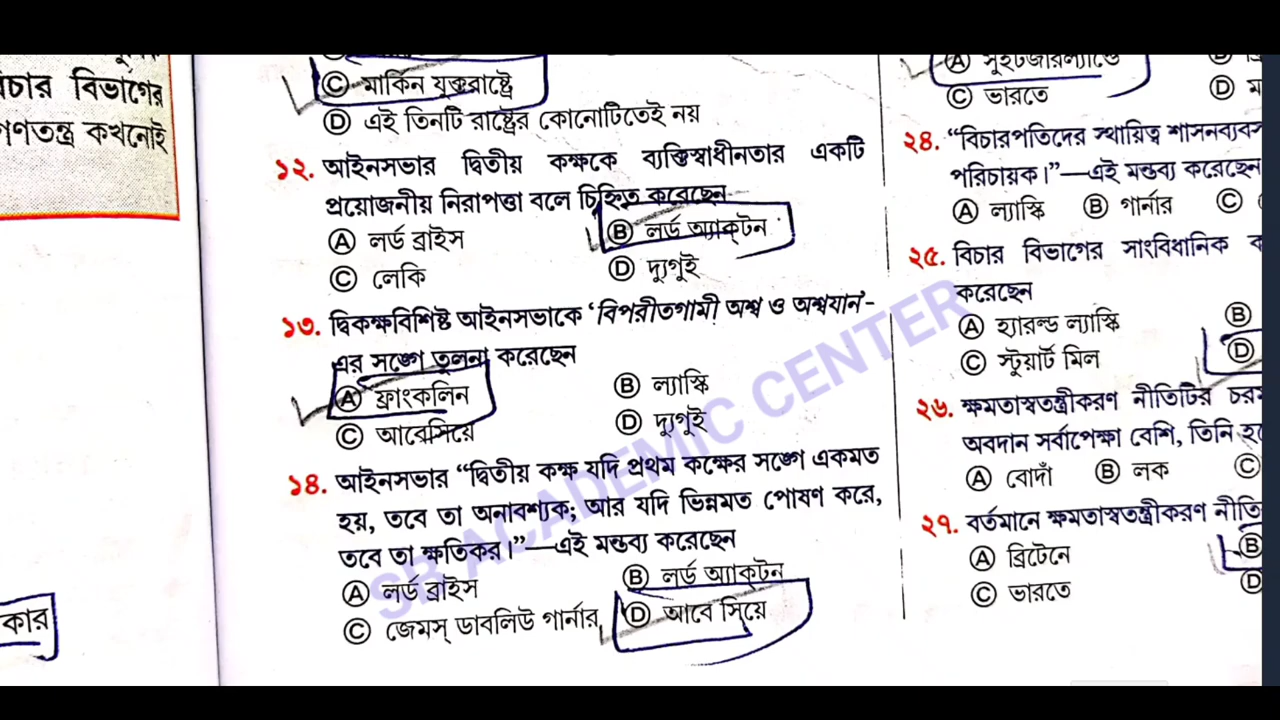 বিচার বিভাগের
গণতন্ত্র কখনোই
কার
C মার্কিন যুক্তরাষ্ট্রে
D এই তিনটি রাষ্ট্রের কোনোটিতেই নয়
১২. আইনসভার দ্বিতীয় কক্ষকে ব্যক্তিস্বাধীনতার একটি
প্রয়োজনীয় নিরাপত্তা বলে চিহ্নিত করেছেন
A লর্ড ব্রাইস B লর্ড অ্যাক্‌টন
C লেকি D দ্যুগুই
১৩. দ্বিকক্ষবিশিষ্ট আইনসভাকে ‘বিপরীতগামী অশ্ব ও অশ্বযান’-
এর সঙ্গে তুলনা করেছেন
A ফ্রাংকলিন B ল্যাস্কি
C আবেসিয়ে D দ্যুগুই
১৪. আইনসভার “দ্বিতীয় কক্ষ যদি প্রথম কক্ষের সঙ্গে একমত
হয়, তবে তা অনাবশ্যক; আর যদি ভিন্নমত পোষণ করে,
তবে তা ক্ষতিকর।”—এই মন্তব্য করেছেন
A লর্ড ব্রাইস B লর্ড অ্যাক্‌টন
C জেমস্ ডাবলিউ গার্নার D আবে সিয়ে
A সুইটজারল্যান্ডে
C ভারতে D
২৪. “বিচারপতিদের স্থায়িত্ব
পরিচায়ক।”—এই মন্তব্য করেছেন
A ল্যাস্কি B গার্নার C
২৫. বিচার বিভাগের সাংবিধানিক
করেছেন
A হ্যারল্ড ল্যাস্কি B
C স্টুয়ার্ট মিল D
২৬. ক্ষমতাস্বতন্ত্রীকরণ নীতিটির
অবদান সর্বাপেক্ষা বেশি, তিনি
A বোদাঁ B লক C
২৭. বর্তমানে ক্ষমতাস্বতন্ত্রীকরণ
A ব্রিটেনে B
C ভারতে D
SR ACADEMIC CENTER